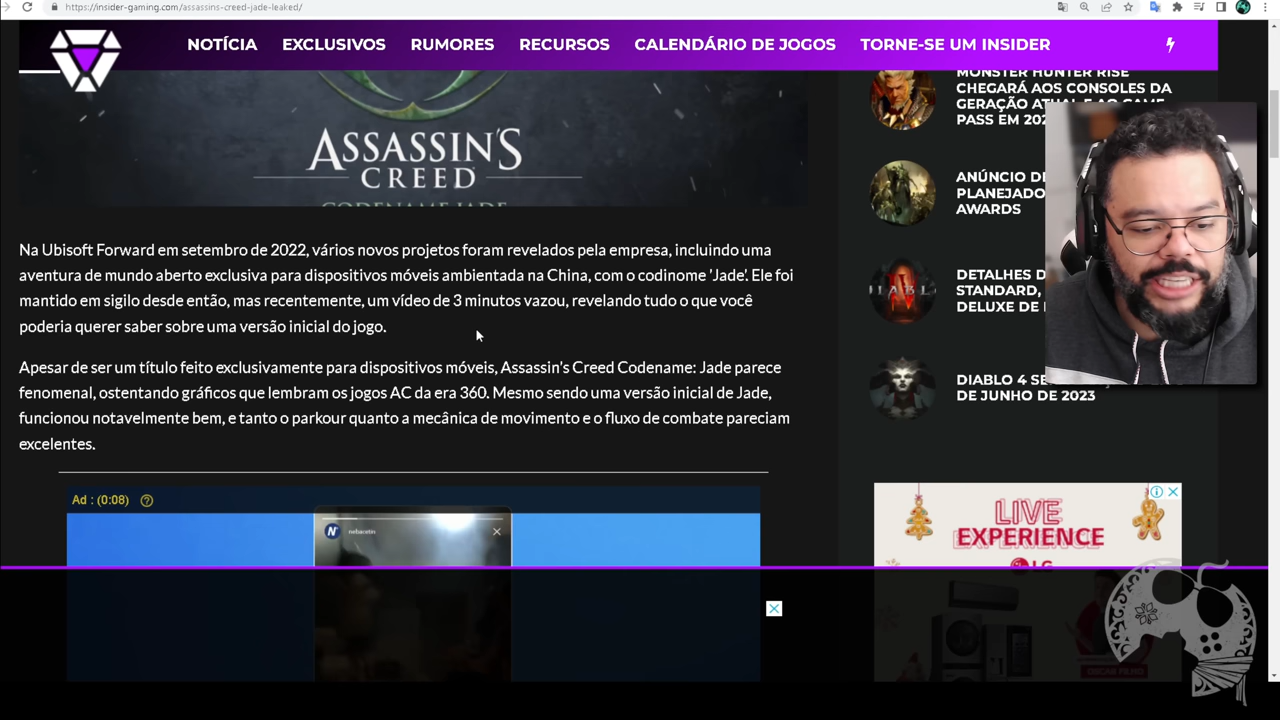 https://insider-gaming.com/assassins-creed-jade-leaked/
NOTÍCIA EXCLUSIVOS RUMORES RECURSOS CALENDÁRIO DE JOGOS TORNE-SE UM INSIDER
ASSASSIN'S
CREED
CODENAME JADE
Na Ubisoft Forward em setembro de 2022, vários novos projetos foram revelados pela empresa, incluindo uma
aventura de mundo aberto exclusiva para dispositivos móveis ambientada na China, com o codinome 'Jade'. Ele foi
mantido em sigilo desde então, mas recentemente, um vídeo de 3 minutos vazou, revelando tudo o que você
poderia querer saber sobre uma versão inicial do jogo.
Apesar de ser um título feito exclusivamente para dispositivos móveis, Assassin's Creed Codename: Jade parece
fenomenal, ostentando gráficos que lembram os jogos AC da era 360. Mesmo sendo uma versão inicial de Jade,
funcionou notavelmente bem, e tanto o parkour quanto a mecânica de movimento e o fluxo de combate pareciam
excelentes.
Ad : (0:08)
nebacetin
MONSTER HUNTER RISE
CHEGARÁ AOS CONSOLES DA
GERAÇÃO ATUAL E AO GAME
PASS EM 202
ANÚNCIO DE
PLANEJADO
AWARDS
DETALHES D
STANDARD,
DELUXE DE
DIABLO 4 SE
DE JUNHO DE 2023
LIVE
EXPERIENCE
LG